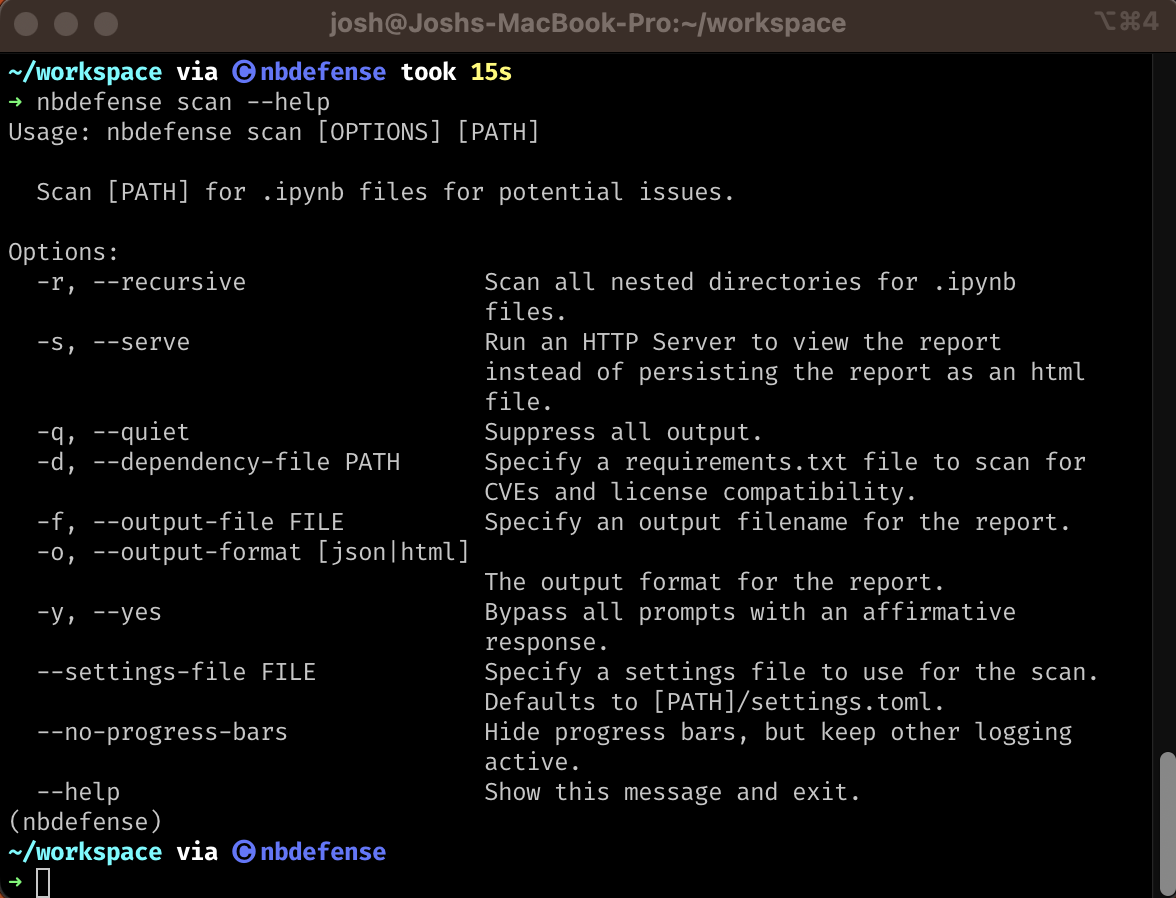 josh@Joshs-MacBook-Pro:~/workspace
⌥⌘4
~/workspace via 🅒 nbdefense took 15s
➜ nbdefense scan --help
Usage: nbdefense scan [OPTIONS] [PATH]
Scan [PATH] for .ipynb files for potential issues.
Options:
-r, --recursive Scan all nested directories for .ipynb
files.
-s, --serve Run an HTTP Server to view the report
instead of persisting the report as an html
file.
-q, --quiet Suppress all output.
-d, --dependency-file PATH Specify a requirements.txt file to scan for
CVEs and license compatibility.
-f, --output-file FILE Specify an output filename for the report.
-o, --output-format [json|html]
The output format for the report.
-y, --yes Bypass all prompts with an affirmative
response.
--settings-file FILE Specify a settings file to use for the scan.
Defaults to [PATH]/settings.toml.
--no-progress-bars Hide progress bars, but keep other logging
active.
--help Show this message and exit.
(nbdefense)
~/workspace via 🅒 nbdefense
➜